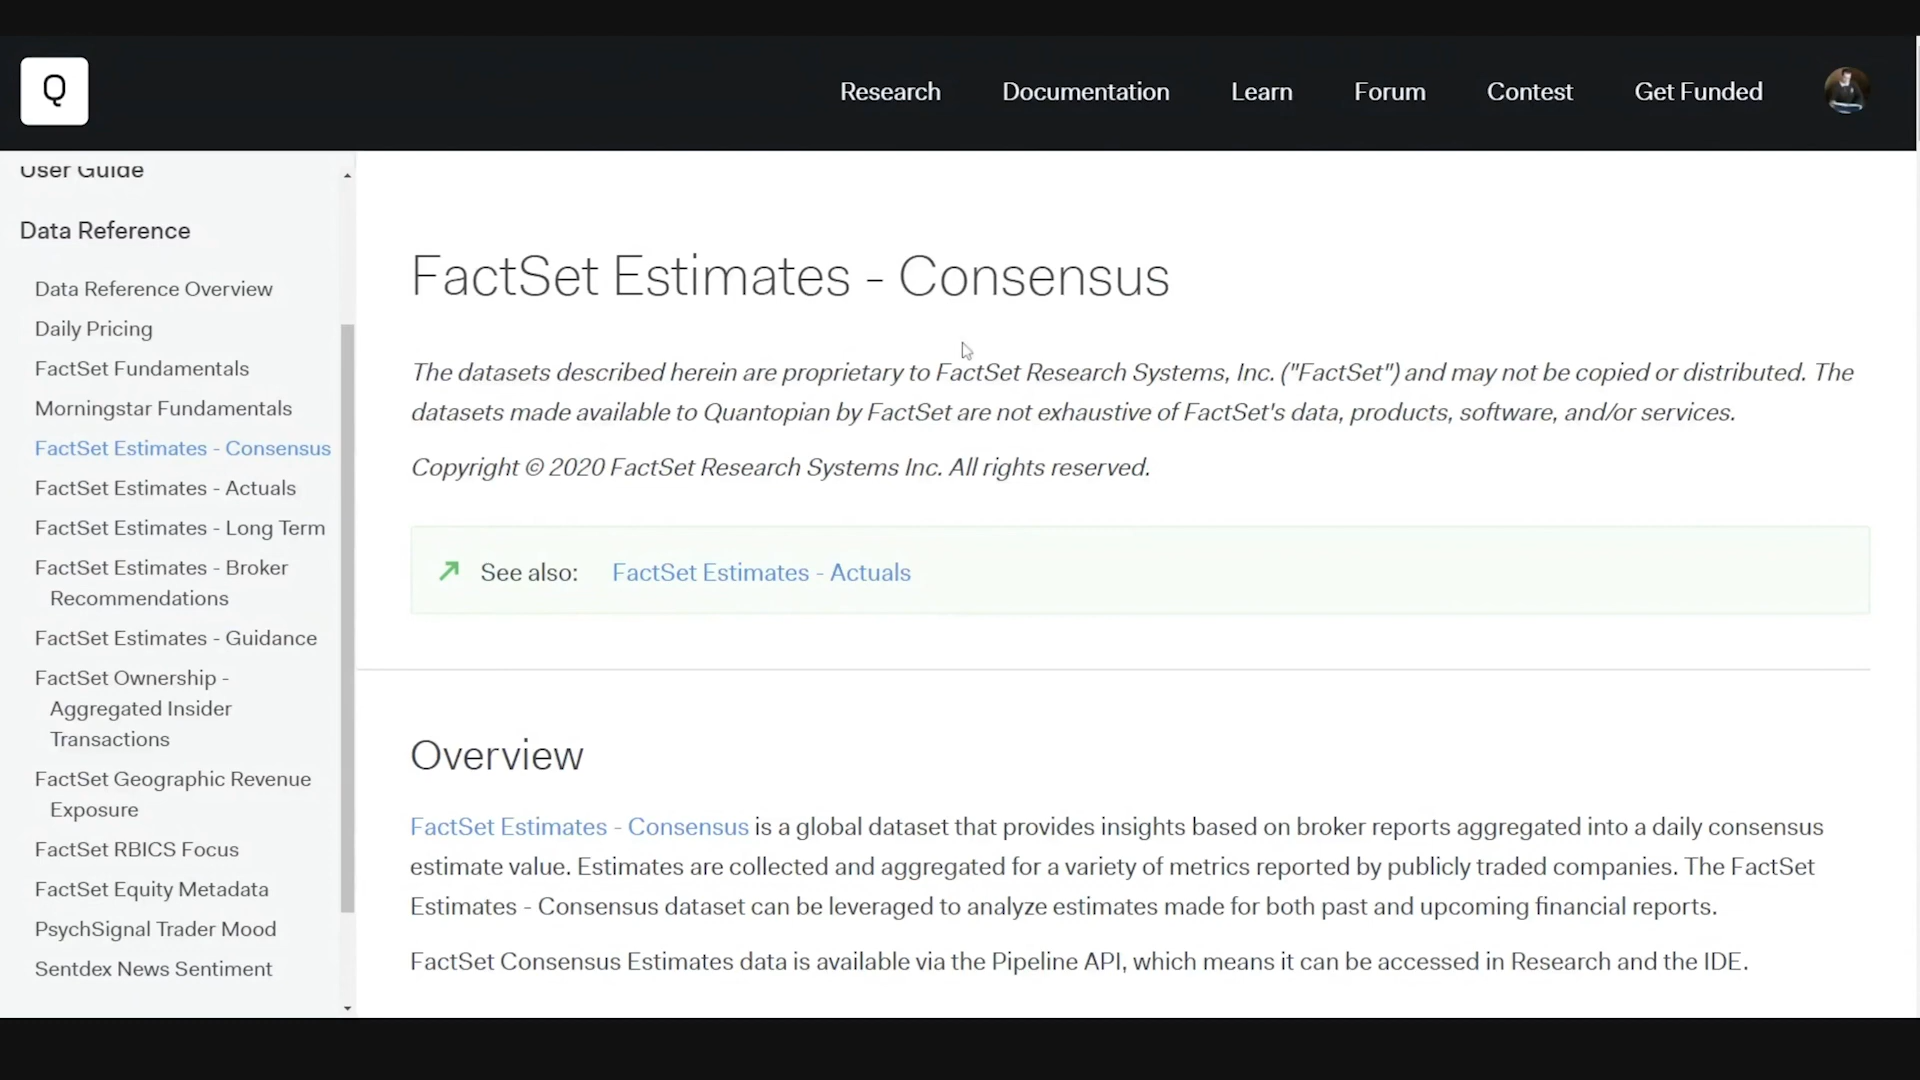 Q
Research Documentation Learn Forum Contest Get Funded
User Guide
Data Reference
Data Reference Overview
Daily Pricing
FactSet Fundamentals
Morningstar Fundamentals
FactSet Estimates - Consensus
FactSet Estimates - Actuals
FactSet Estimates - Long Term
FactSet Estimates - Broker
Recommendations
FactSet Estimates - Guidance
FactSet Ownership -
Aggregated Insider
Transactions
FactSet Geographic Revenue
Exposure
FactSet RBICS Focus
FactSet Equity Metadata
PsychSignal Trader Mood
Sentdex News Sentiment
FactSet Estimates - Consensus
The datasets described herein are proprietary to FactSet Research Systems, Inc. ("FactSet") and may not be copied or distributed. The
datasets made available to Quantopian by FactSet are not exhaustive of FactSet's data, products, software, and/or services.
Copyright © 2020 FactSet Research Systems Inc. All rights reserved.
See also: FactSet Estimates - Actuals
Overview
FactSet Estimates - Consensus is a global dataset that provides insights based on broker reports aggregated into a daily consensus
estimate value. Estimates are collected and aggregated for a variety of metrics reported by publicly traded companies. The FactSet
Estimates - Consensus dataset can be leveraged to analyze estimates made for both past and upcoming financial reports.
FactSet Consensus Estimates data is available via the Pipeline API, which means it can be accessed in Research and the IDE.